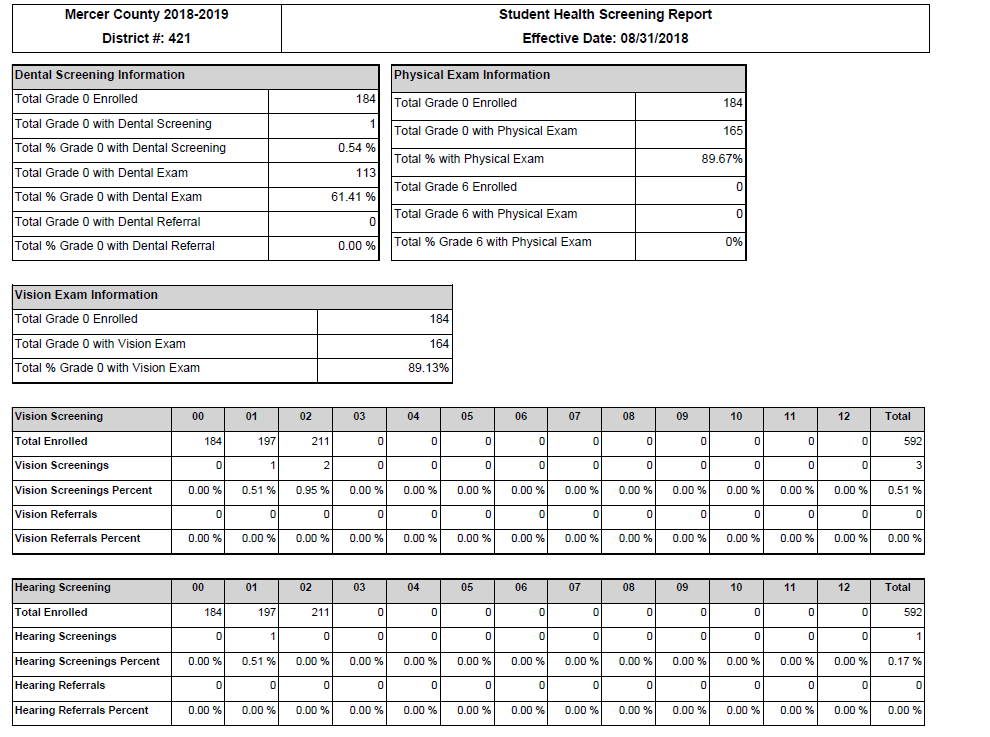 Mercer County 2018-2019
District #: 421
Student Health Screening Report
Effective Date: 08/31/2018
Dental Screening Information
Total Grade 0 Enrolled 184
Total Grade 0 with Dental Screening 1
Total % Grade 0 with Dental Screening 0.54 %
Total Grade 0 with Dental Exam 113
Total % Grade 0 with Dental Exam 61.41 %
Total Grade 0 with Dental Referral 0
Total % Grade 0 with Dental Referral 0.00 %
Physical Exam Information
Total Grade 0 Enrolled 184
Total Grade 0 with Physical Exam 165
Total % with Physical Exam 89.67%
Total Grade 6 Enrolled 0
Total Grade 6 with Physical Exam 0
Total % Grade 6 with Physical Exam 0%
Vision Exam Information
Total Grade 0 Enrolled 184
Total Grade 0 with Vision Exam 164
Total % Grade 0 with Vision Exam 89.13%
Vision Screening 00 01 02 03 04 05 06 07 08 09 10 11 12 Total
Total Enrolled 184 197 211 0 0 0 0 0 0 0 0 0 0 592
Vision Screenings 0 1 2 0 0 0 0 0 0 0 0 0 0 3
Vision Screenings Percent 0.00 % 0.51 % 0.95 % 0.00 % 0.00 % 0.00 % 0.00 % 0.00 % 0.00 % 0.00 % 0.00 % 0.00 % 0.00 % 0.51 %
Vision Referrals 0 0 0 0 0 0 0 0 0 0 0 0 0 0
Vision Referrals Percent 0.00 % 0.00 % 0.00 % 0.00 % 0.00 % 0.00 % 0.00 % 0.00 % 0.00 % 0.00 % 0.00 % 0.00 % 0.00 % 0.00 %
Hearing Screening 00 01 02 03 04 05 06 07 08 09 10 11 12 Total
Total Enrolled 184 197 211 0 0 0 0 0 0 0 0 0 0 592
Hearing Screenings 0 1 0 0 0 0 0 0 0 0 0 0 0 1
Hearing Screenings Percent 0.00 % 0.51 % 0.00 % 0.00 % 0.00 % 0.00 % 0.00 % 0.00 % 0.00 % 0.00 % 0.00 % 0.00 % 0.00 % 0.17 %
Hearing Referrals 0 0 0 0 0 0 0 0 0 0 0 0 0 0
Hearing Referrals Percent 0.00 % 0.00 % 0.00 % 0.00 % 0.00 % 0.00 % 0.00 % 0.00 % 0.00 % 0.00 % 0.00 % 0.00 % 0.00 % 0.00 %